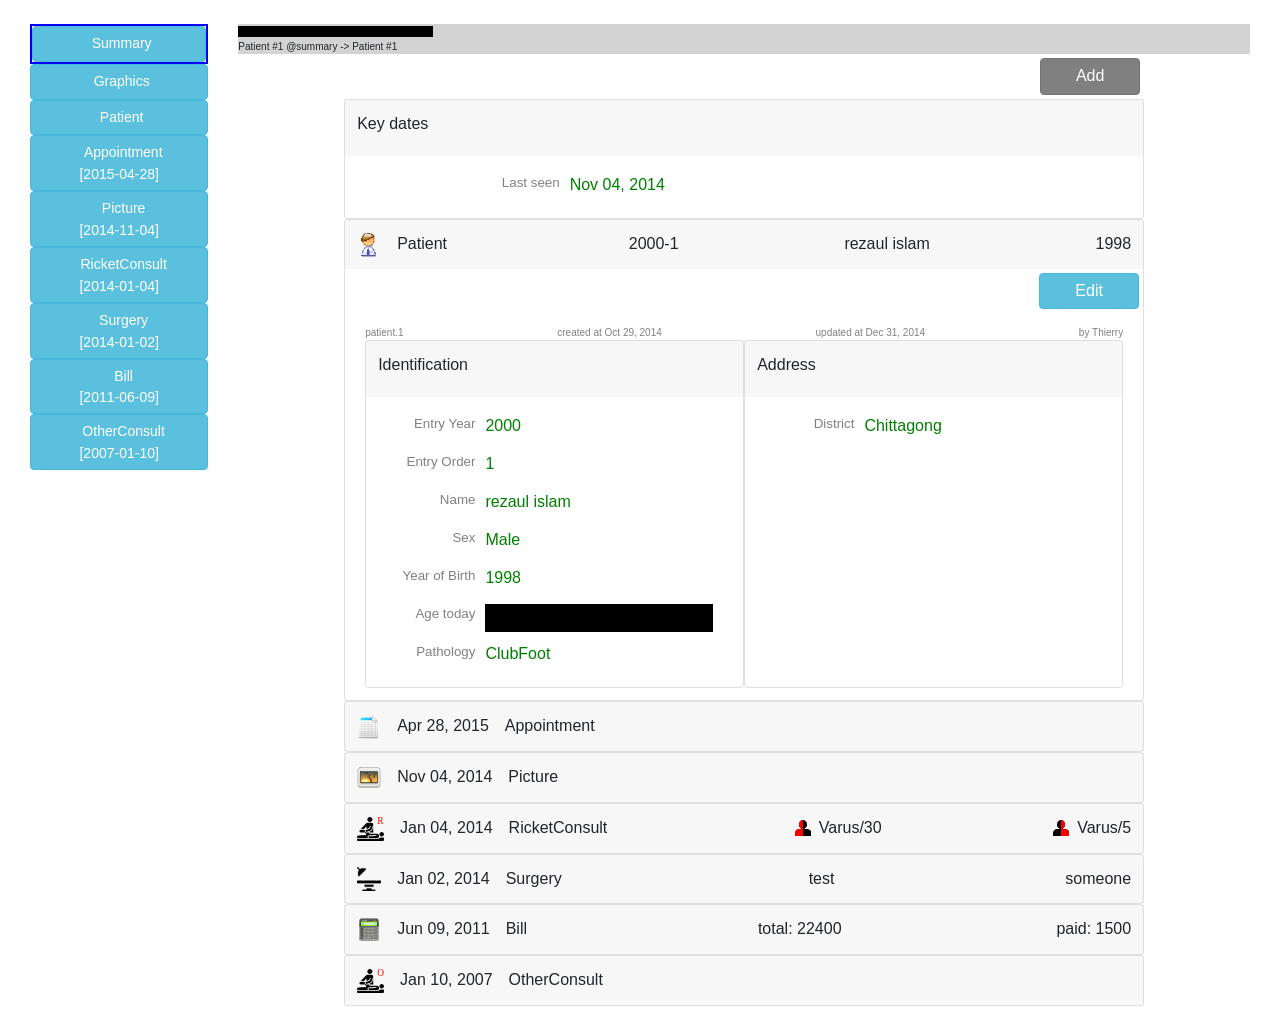 Summary
Graphics
Patient
Appointment
[2015-04-28]
Picture
[2014-11-04]
RicketConsult
[2014-01-04]
Surgery
[2014-01-02]
Bill
[2011-06-09]
OtherConsult
[2007-01-10]
Patient #1 @summary -> Patient #1
Add
Key dates
Last seen Nov 04, 2014
Patient 2000-1 rezaul islam 1998
Edit
patient.1 created at Oct 29, 2014 updated at Dec 31, 2014 by Thierry
Identification
Entry Year 2000
Entry Order 1
Name rezaul islam
Sex Male
Year of Birth 1998
Age today
Pathology ClubFoot
Address
District Chittagong
Apr 28, 2015 Appointment
Nov 04, 2014 Picture
R Jan 04, 2014 RicketConsult Varus/30 Varus/5
Jan 02, 2014 Surgery test someone
Jun 09, 2011 Bill total: 22400 paid: 1500
O Jan 10, 2007 OtherConsult